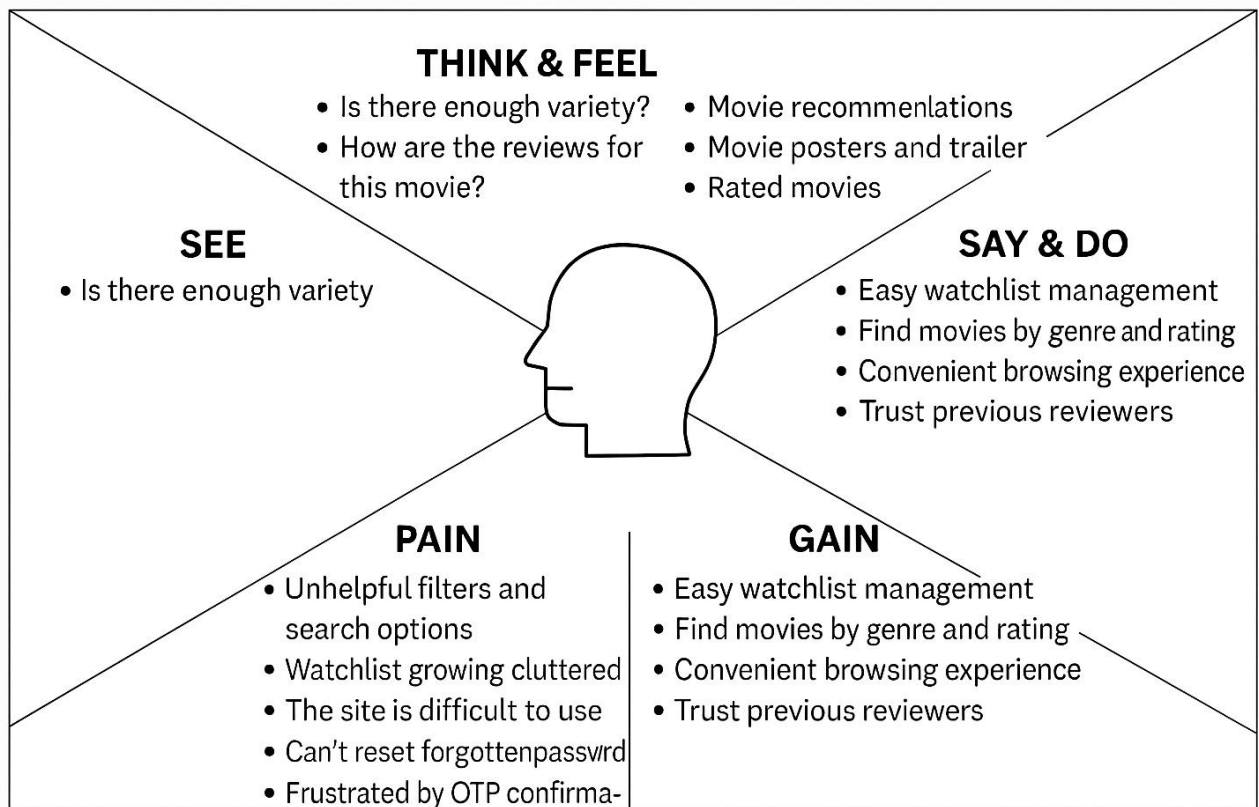 THINK & FEEL
• Is there enough variety?
• How are the reviews for
this movie?
• Movie recommenlations
• Movie posters and trailer
• Rated movies
SEE
• Is there enough variety
SAY & DO
• Easy watchlist management
• Find movies by genre and rating
• Convenient browsing experience
• Trust previous reviewers
PAIN
• Unhelpful filters and
search options
• Watchlist growing cluttered
• The site is difficult to use
• Can't reset forgottenpasswrd
• Frustrated by OTP confirma-
GAIN
• Easy watchlist management
• Find movies by genre and rating
• Convenient browsing experience
• Trust previous reviewers